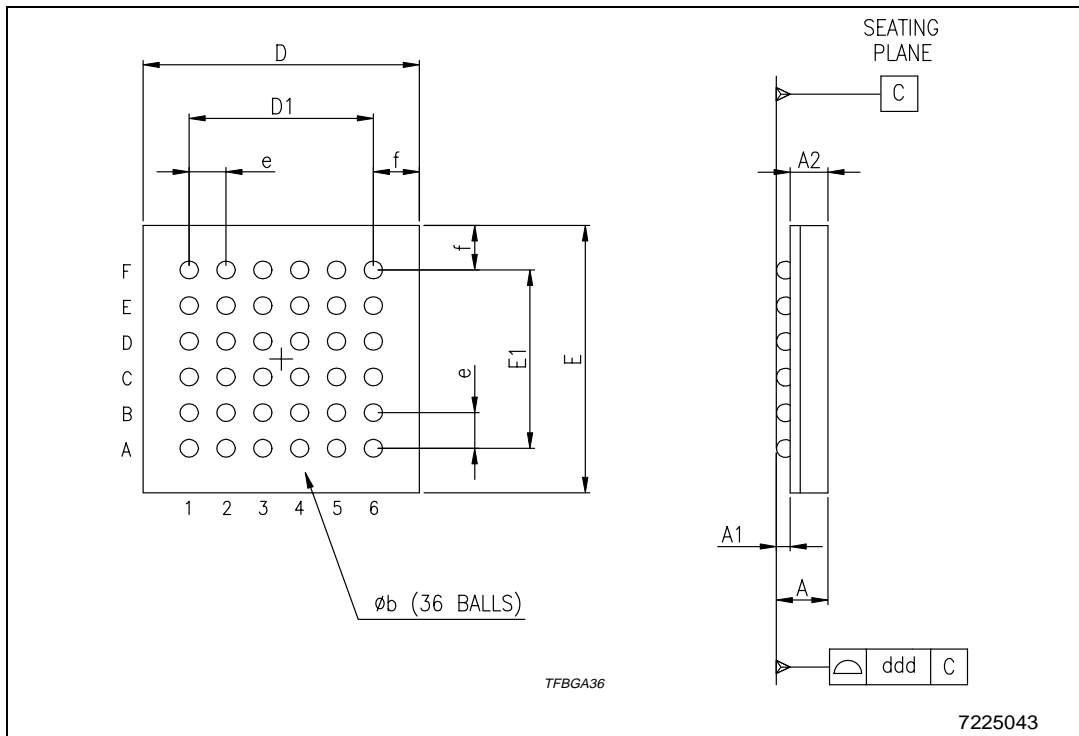 SEATING
PLANE
D
C
D1
A2
e
f
f
F
E
D
E1
E
C
e
B
A
1 2 3 4 5 6
A1
A
øb (36 BALLS)
ddd C
TFBGA36
7225043